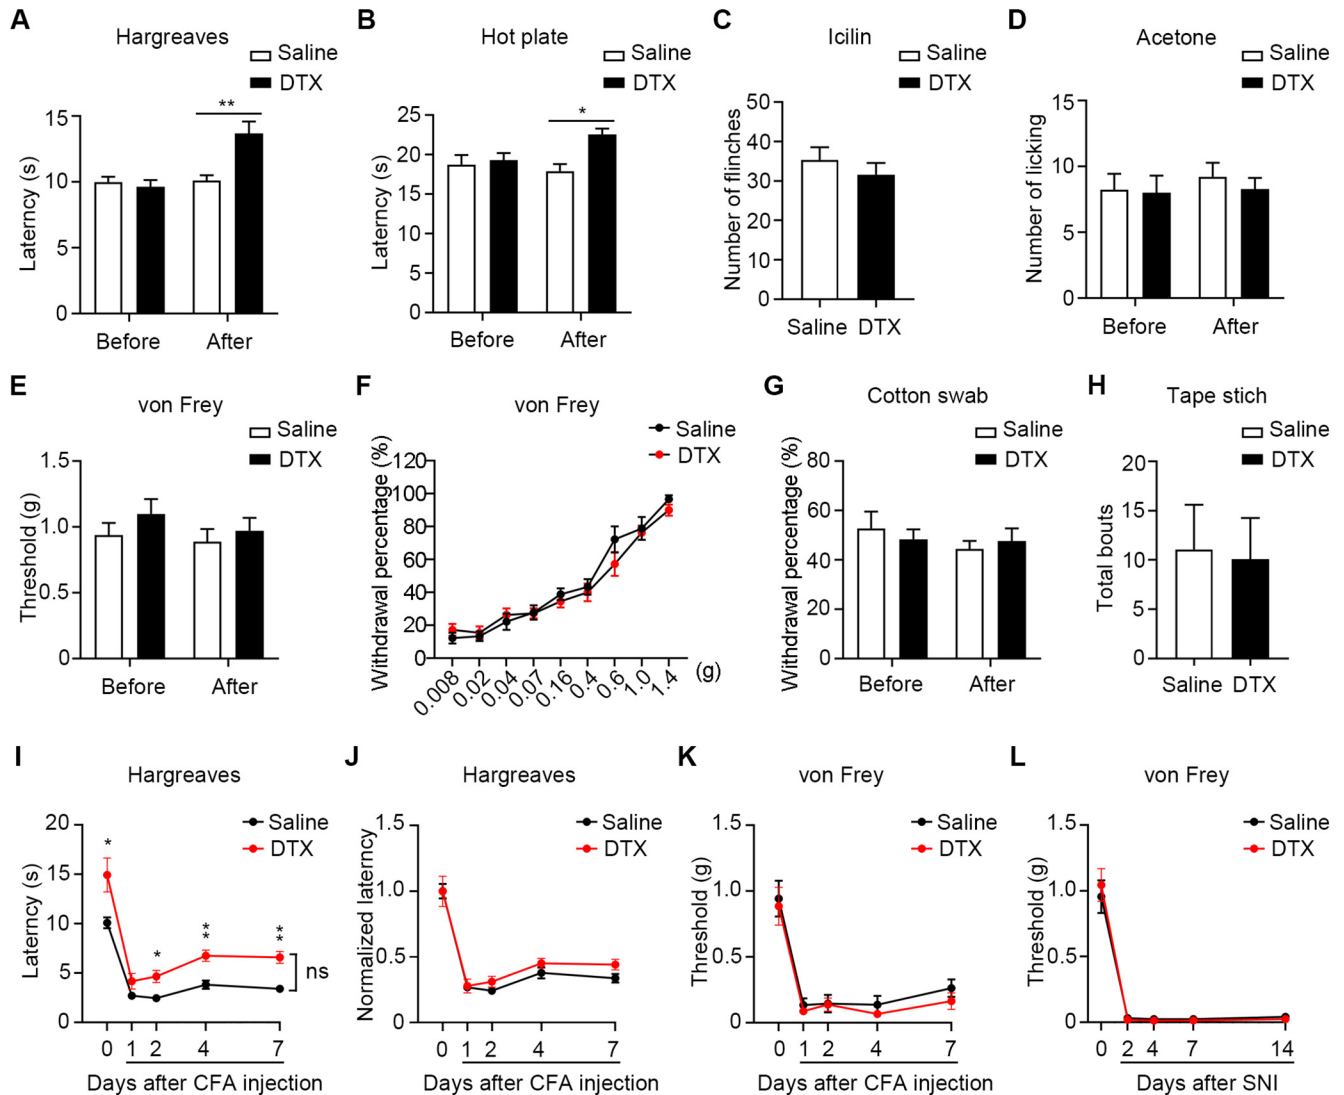 A
Hargreaves
Saline
DTX
**
Laterncy (s)
15
10
5
0
Before
After
B
Hot plate
Saline
DTX
*
Laterncy (s)
25
20
15
10
5
0
Before
After
C
Icilin
Saline
DTX
Number of flinches
50
40
30
20
10
0
Saline
DTX
D
Acetone
Saline
DTX
Number of licking
15
10
5
0
Before
After
E
von Frey
Saline
DTX
Threshold (g)
1.5
1.0
0.5
0
Before
After
F
von Frey
Saline
DTX
Withdrawal percentage (%)
120
100
80
60
40
20
0
0.008
0.02
0.04
0.07
0.16
0.4
0.6
1.0
1.4
(g)
G
Cotton swab
Saline
DTX
Withdrawal percentage (%)
80
60
40
20
0
Before
After
H
Tape stich
Saline
DTX
Total bouts
20
15
10
5
0
Saline
DTX
I
Hargreaves
Saline
DTX
Laterncy (s)
20
15
10
5
0
*
*
**
**
ns
0
1
2
4
7
Days after CFA injection
J
Hargreaves
Saline
DTX
Normalized laterncy
1.5
1.0
0.5
0
0
1
2
4
7
Days after CFA injection
K
von Frey
Saline
DTX
Threshold (g)
1.5
1.0
0.5
0
0
1
2
4
7
Days after CFA injection
L
von Frey
Saline
DTX
Threshold (g)
1.5
1.0
0.5
0
0
2
4
7
14
Days after SNI